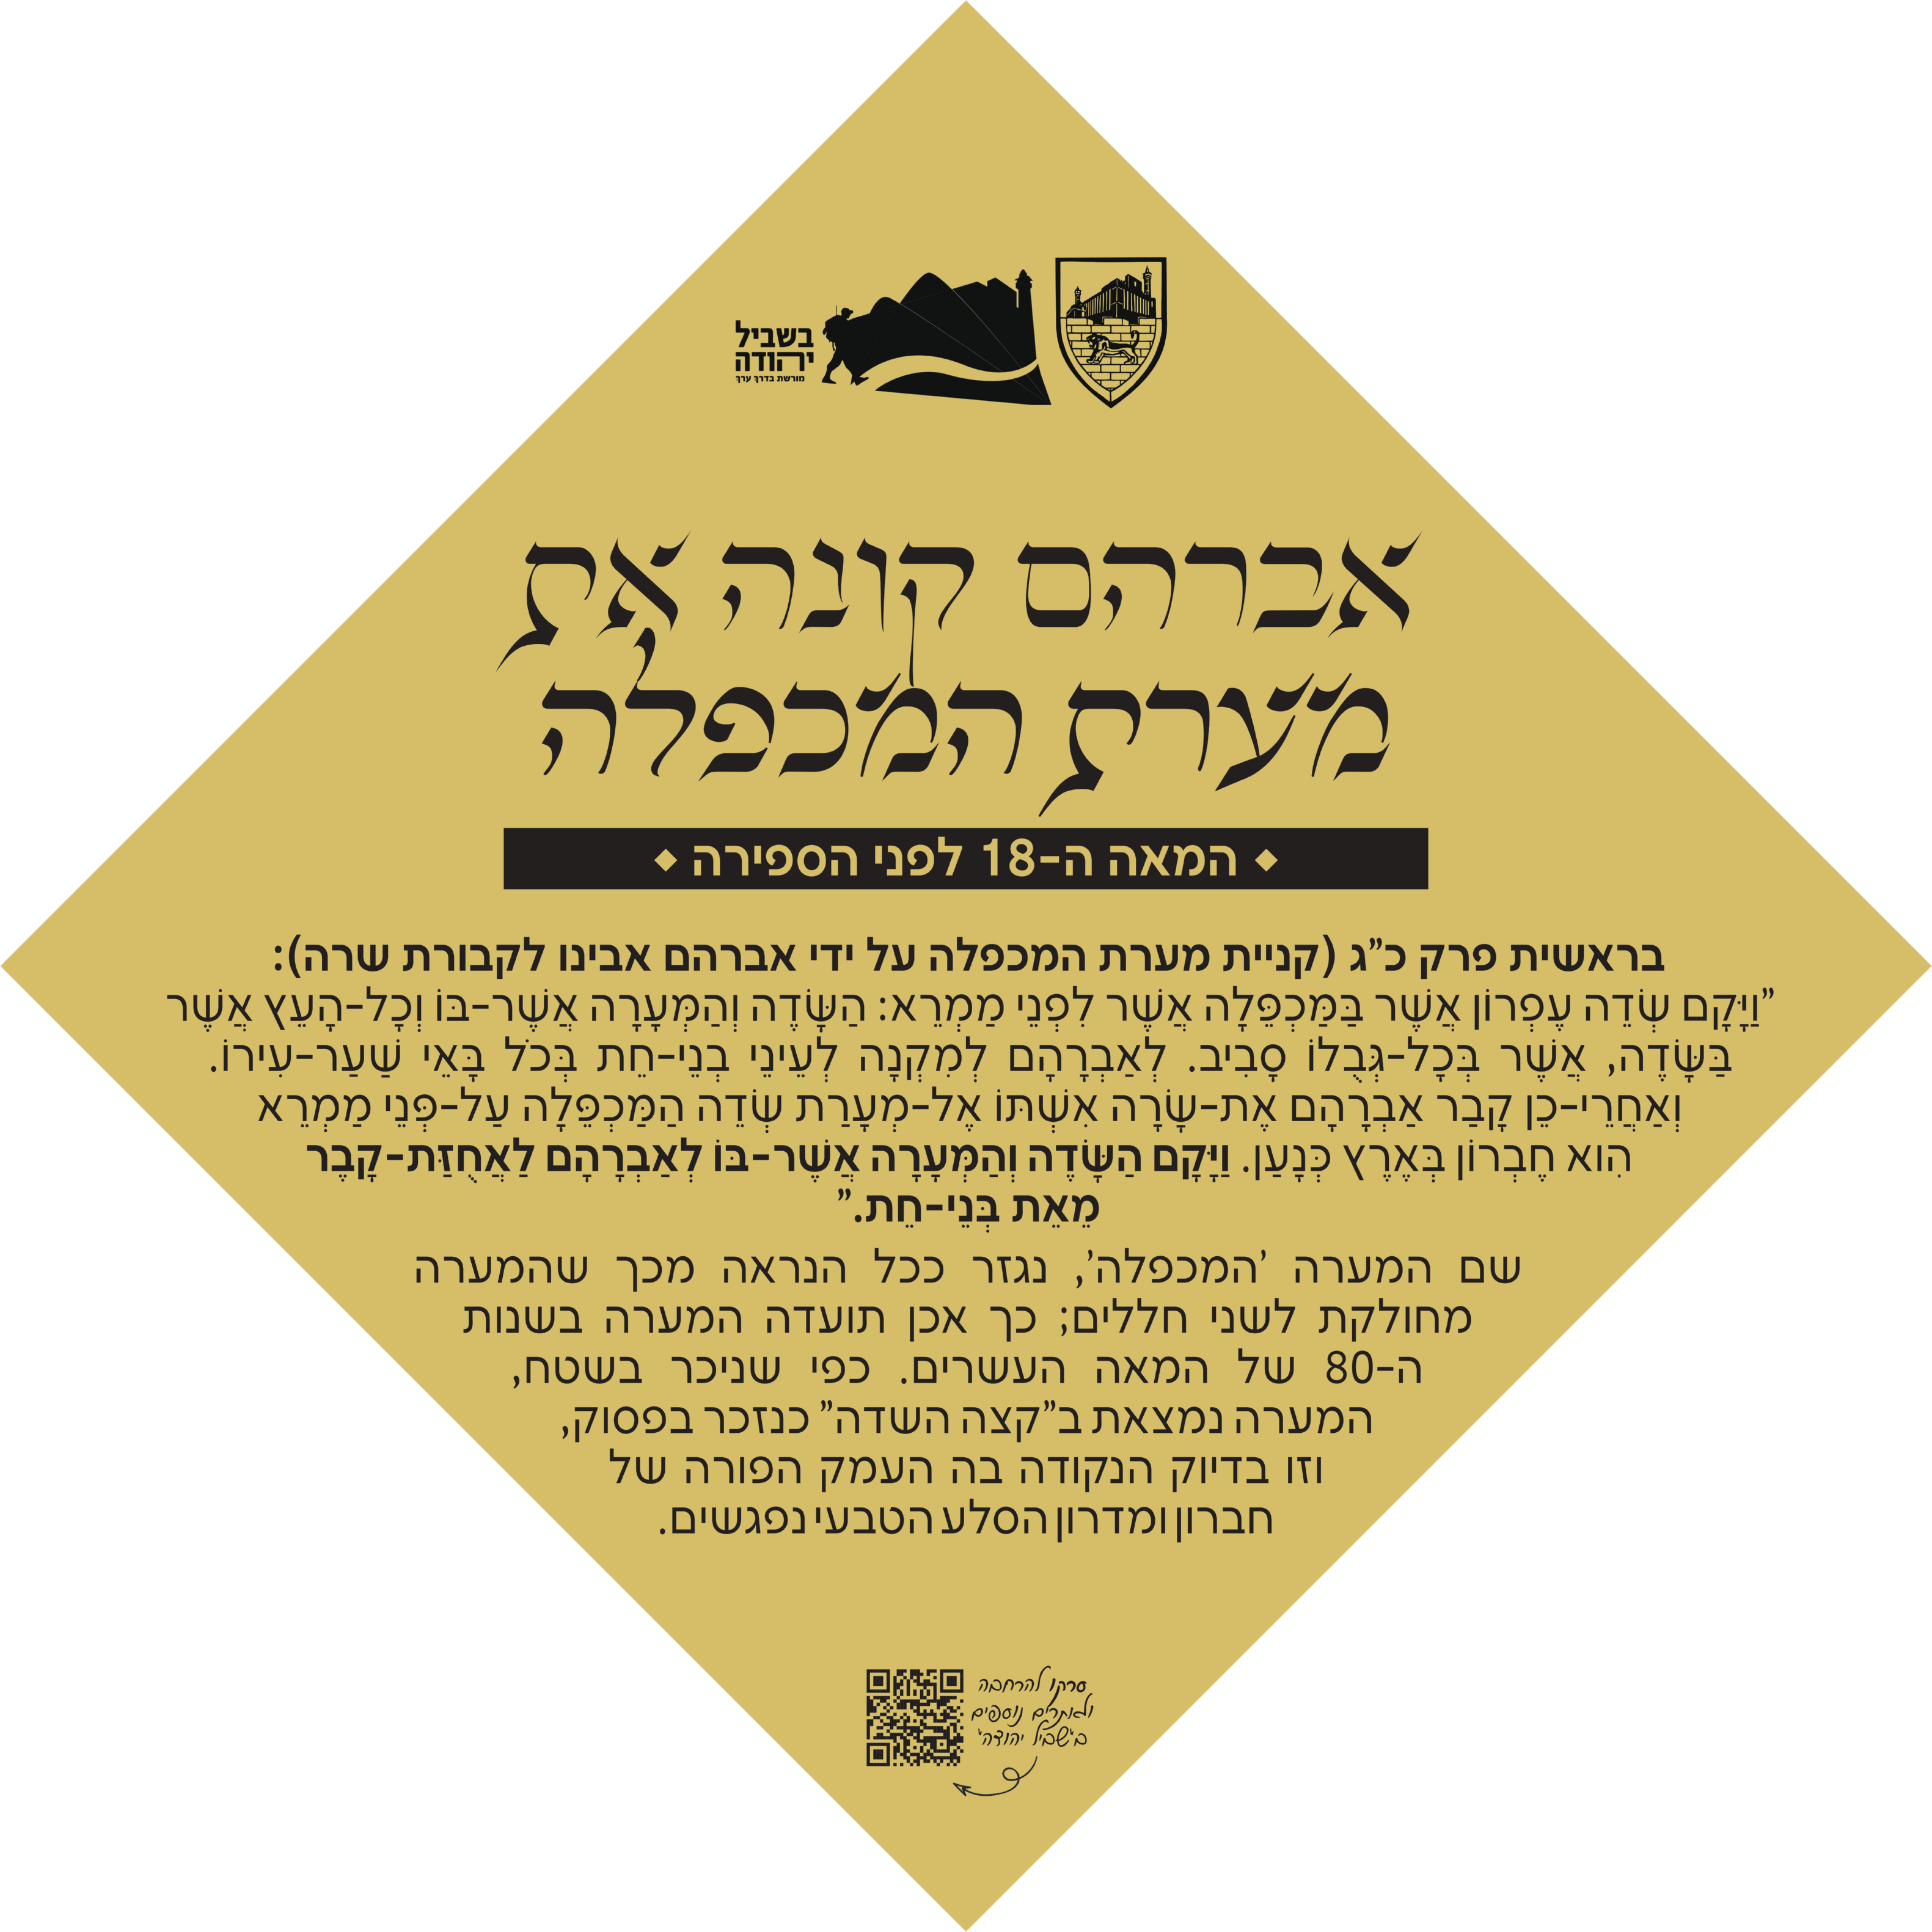 בשביל
יהודה
מורשת בדרך ערך
אברהם קונה את
מערת המכפלה
המאה ה-18 לפני הספירה
בראשית פרק כ"ג (קניית מערת המכפלה על ידי אברהם אבינו לקבורת שרה):
"וַיָּקָם שְׂדֵה עֶפְרוֹן אֲשֶׁר בַּמַּכְפֵּלָה אֲשֶׁר לִפְנֵי מַמְרֵא: הַשָּׂדֶה וְהַמְּעָרָה אֲשֶׁר-בּוֹ וְכָל-הָעֵץ אֲשֶׁר
בַּשָּׂדֶה, אֲשֶׁר בְּכָל-גְּבֻלוֹ סָבִיב. לְאַבְרָהָם לְמִקְנָה לְעֵינֵי בְנֵי-חֵת בְּכֹל בָּאֵי שַׁעַר-עִירוֹ.
וְאַחֲרֵי-כֵן קָבַר אַבְרָהָם אֶת-שָׂרָה אִשְׁתּוֹ אֶל-מְעָרַת שְׂדֵה הַמַּכְפֵּלָה עַל-פְּנֵי מַמְרֵא
הִוא חֶבְרוֹן בְּאֶרֶץ כְּנָעַן. וַיָּקָם הַשָּׂדֶה וְהַמְּעָרָה אֲשֶׁר-בּוֹ לְאַבְרָהָם לַאֲחֻזַּת-קָבֶר
מֵאֵת בְּנֵי-חֵת."
שם המערה 'המכפלה', נגזר ככל הנראה מכך שהמערה
מחולקת לשני חללים; כך אכן תועדה המערה בשנות
ה-80 של המאה העשרים. כפי שניכר בשטח,
המערה נמצאת ב"קצה השדה" כנזכר בפסוק,
וזו בדיוק הנקודה בה העמק הפורה של
חברון ומדרון הסלע הטבעי נפגשים.
סרקו להרחבה
ולאתרים נוספים
ב'שביל יהודה'